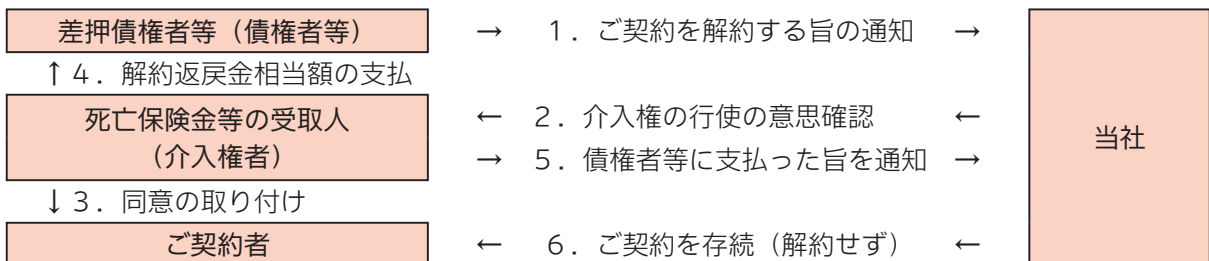 差押債権者等（債権者等） → 1．ご契約を解約する旨の通知 →
↑4．解約返戻金相当額の支払
死亡保険金等の受取人 ← 2．介入権の行使の意思確認 ←
（介入権者） → 5．債権者等に支払った旨を通知 →
当社
↓3．同意の取り付け
ご契約者 ← 6．ご契約を存続（解約せず） ←